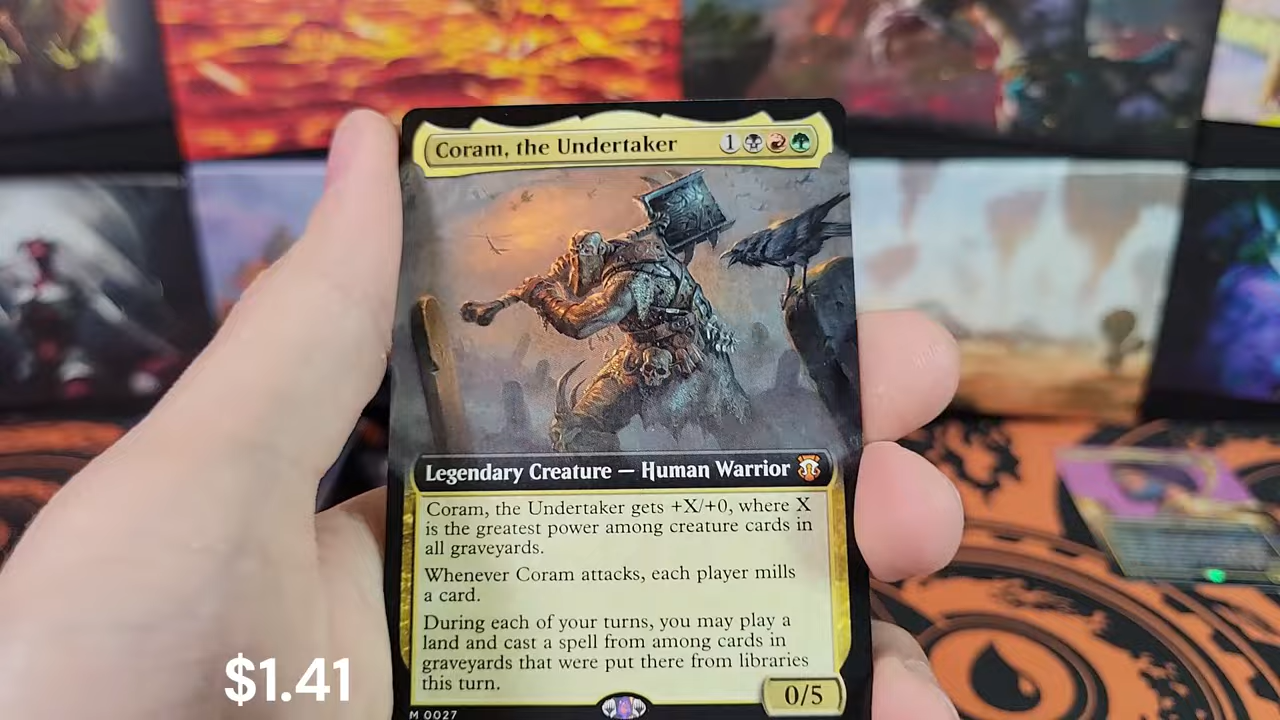 Coram, the Undertaker 1
Legendary Creature — Human Warrior
Coram, the Undertaker gets +X/+0, where X
is the greatest power among creature cards in
all graveyards.
Whenever Coram attacks, each player mills
a card.
During each of your turns, you may play a
land and cast a spell from among cards in
graveyards that were put there from libraries
this turn.
0/5
M 0027
$1.41